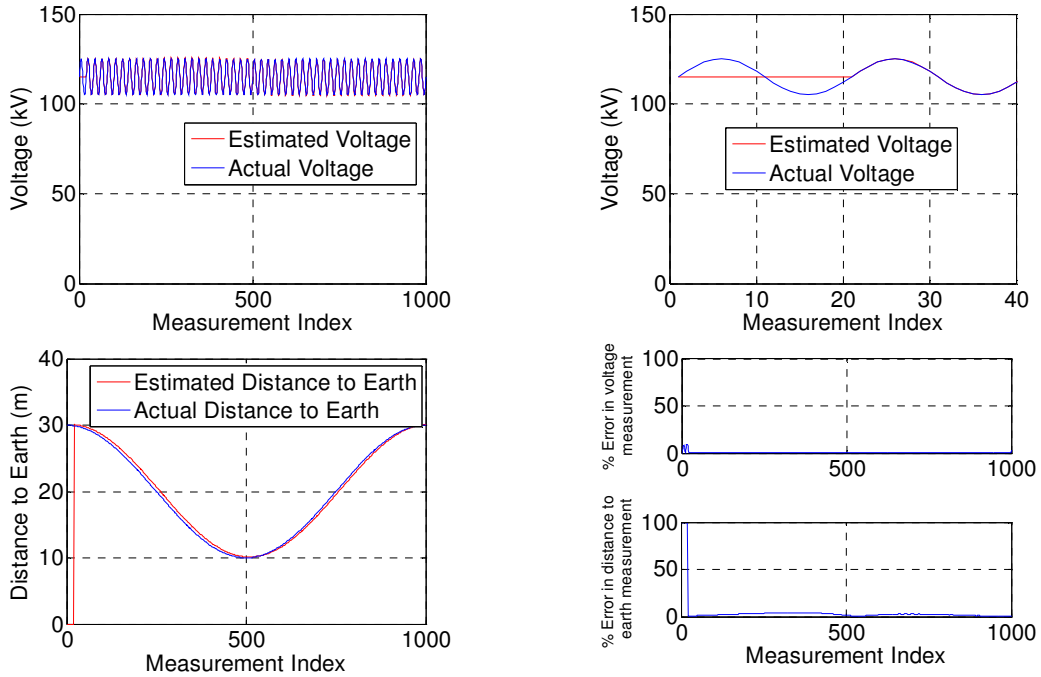 150
100
50
0
Voltage (kV)
Estimated Voltage
Actual Voltage
0
500
1000
Measurement Index
150
100
50
0
Voltage (kV)
Estimated Voltage
Actual Voltage
0
10
20
30
40
Measurement Index
40
30
20
10
0
Distance to Earth (m)
Estimated Distance to Earth
Actual Distance to Earth
0
500
1000
Measurement Index
100
50
0
% Error in voltage
measurement
0
500
1000
100
50
0
% Error in distance to
earth measurement
0
500
1000
Measurement Index